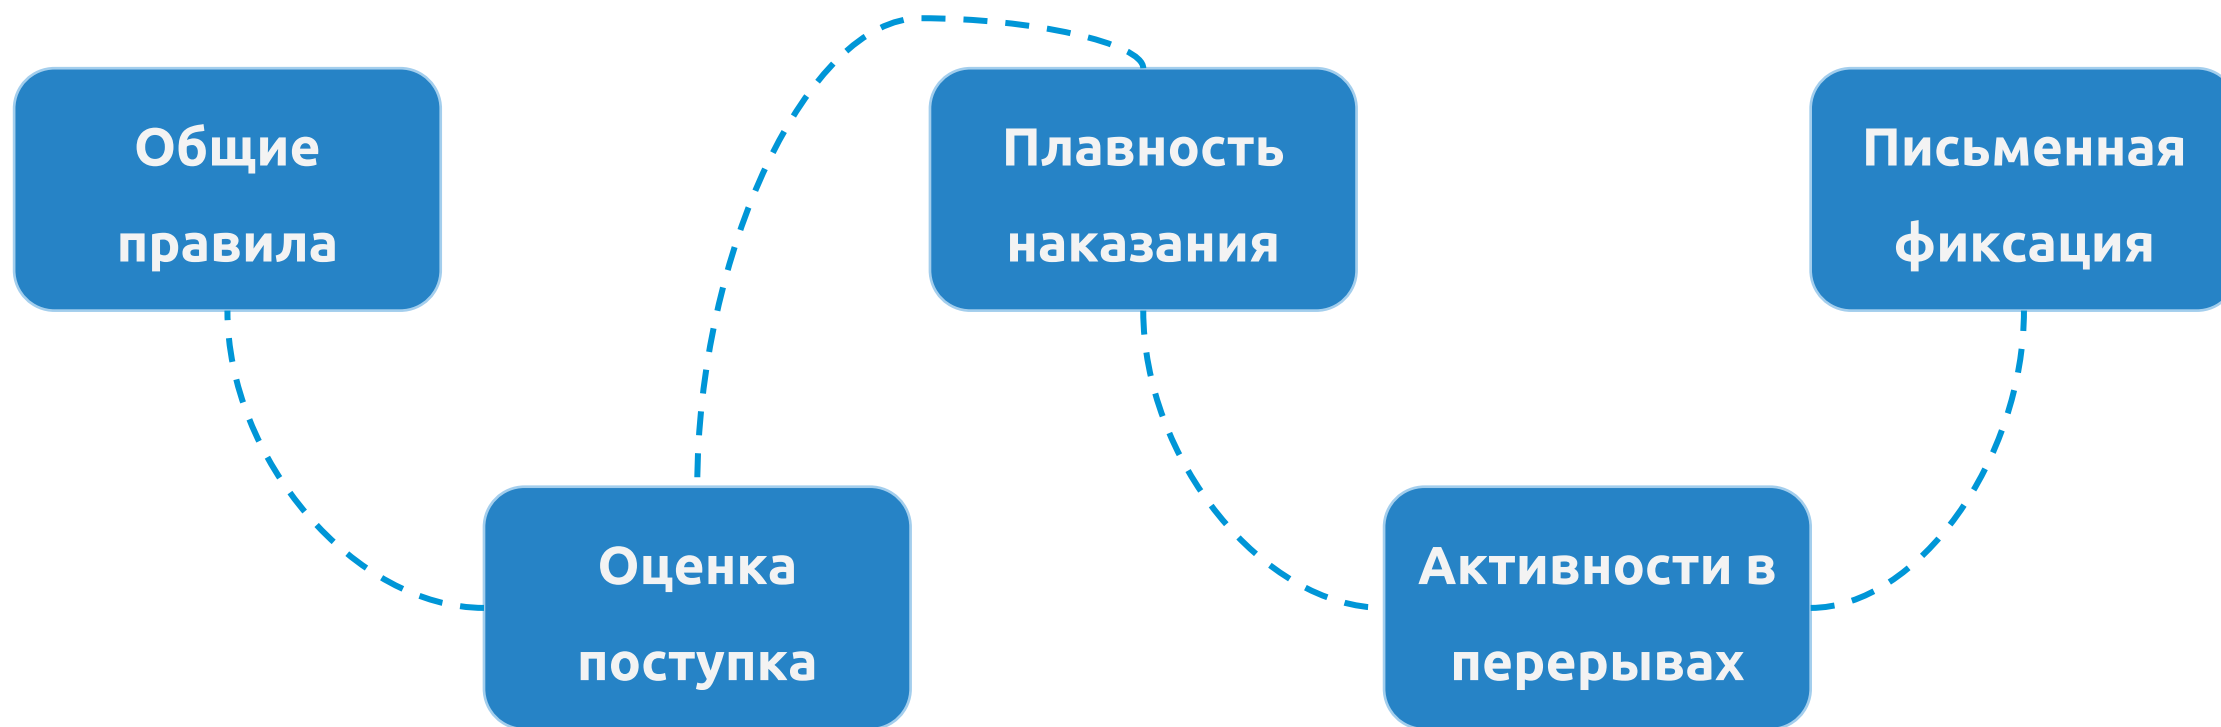 Общие
правила
Оценка
поступка
Плавность
наказания
Активности в
перерывах
Письменная
фиксация